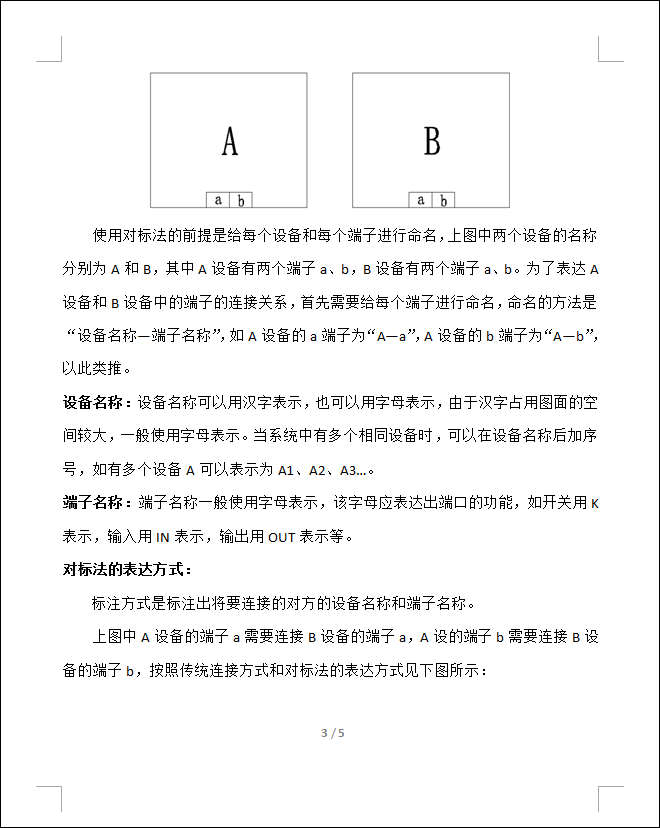 A B
a b a b
使用对标法的前提是给每个设备和每个端子进行命名，上图中两个设备的名称
分别为 A 和 B，其中 A 设备有两个端子 a、b，B 设备有两个端子 a、b。为了表达 A
设备和 B 设备中的端子的连接关系，首先需要给每个端子进行命名，命名的方法是
“设备名称—端子名称”，如 A 设备的 a 端子为“A—a”，A 设备的 b 端子为“A—b”，
以此类推。
设备名称：设备名称可以用汉字表示，也可以用字母表示，由于汉字占用图面的空
间较大，一般使用字母表示。当系统中有多个相同设备时，可以在设备名称后加序
号，如有多个设备 A 可以表示为 A1、A2、A3…。
端子名称：端子名称一般使用字母表示，该字母应表达出端口的功能，如开关用 K
表示，输入用 IN 表示，输出用 OUT 表示等。
对标法的表达方式：
标注方式是标注出将要连接的对方的设备名称和端子名称。
上图中 A 设备的端子 a 需要连接 B 设备的端子 a，A 设的端子 b 需要连接 B 设
备的端子 b，按照传统连接方式和对标法的表达方式见下图所示：
3 / 5